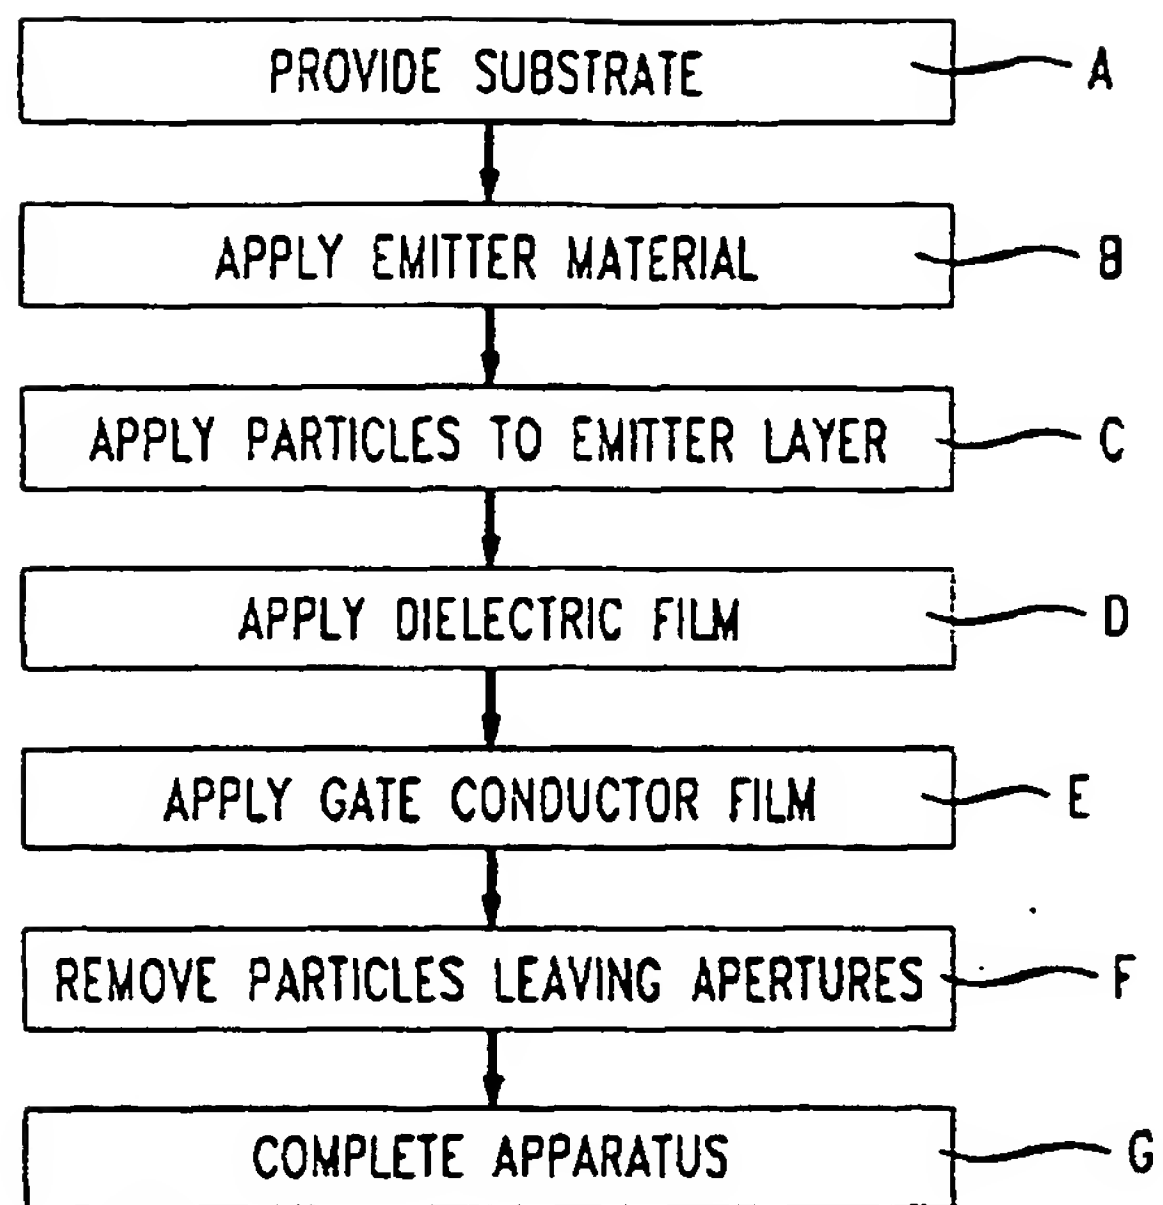 PROVIDE SUBSTRATE A
APPLY EMITTER MATERIAL B
APPLY PARTICLES TO EMITTER LAYER C
APPLY DIELECTRIC FILM D
APPLY GATE CONDUCTOR FILM E
REMOVE PARTICLES LEAVING APERTURES F
COMPLETE APPARATUS G